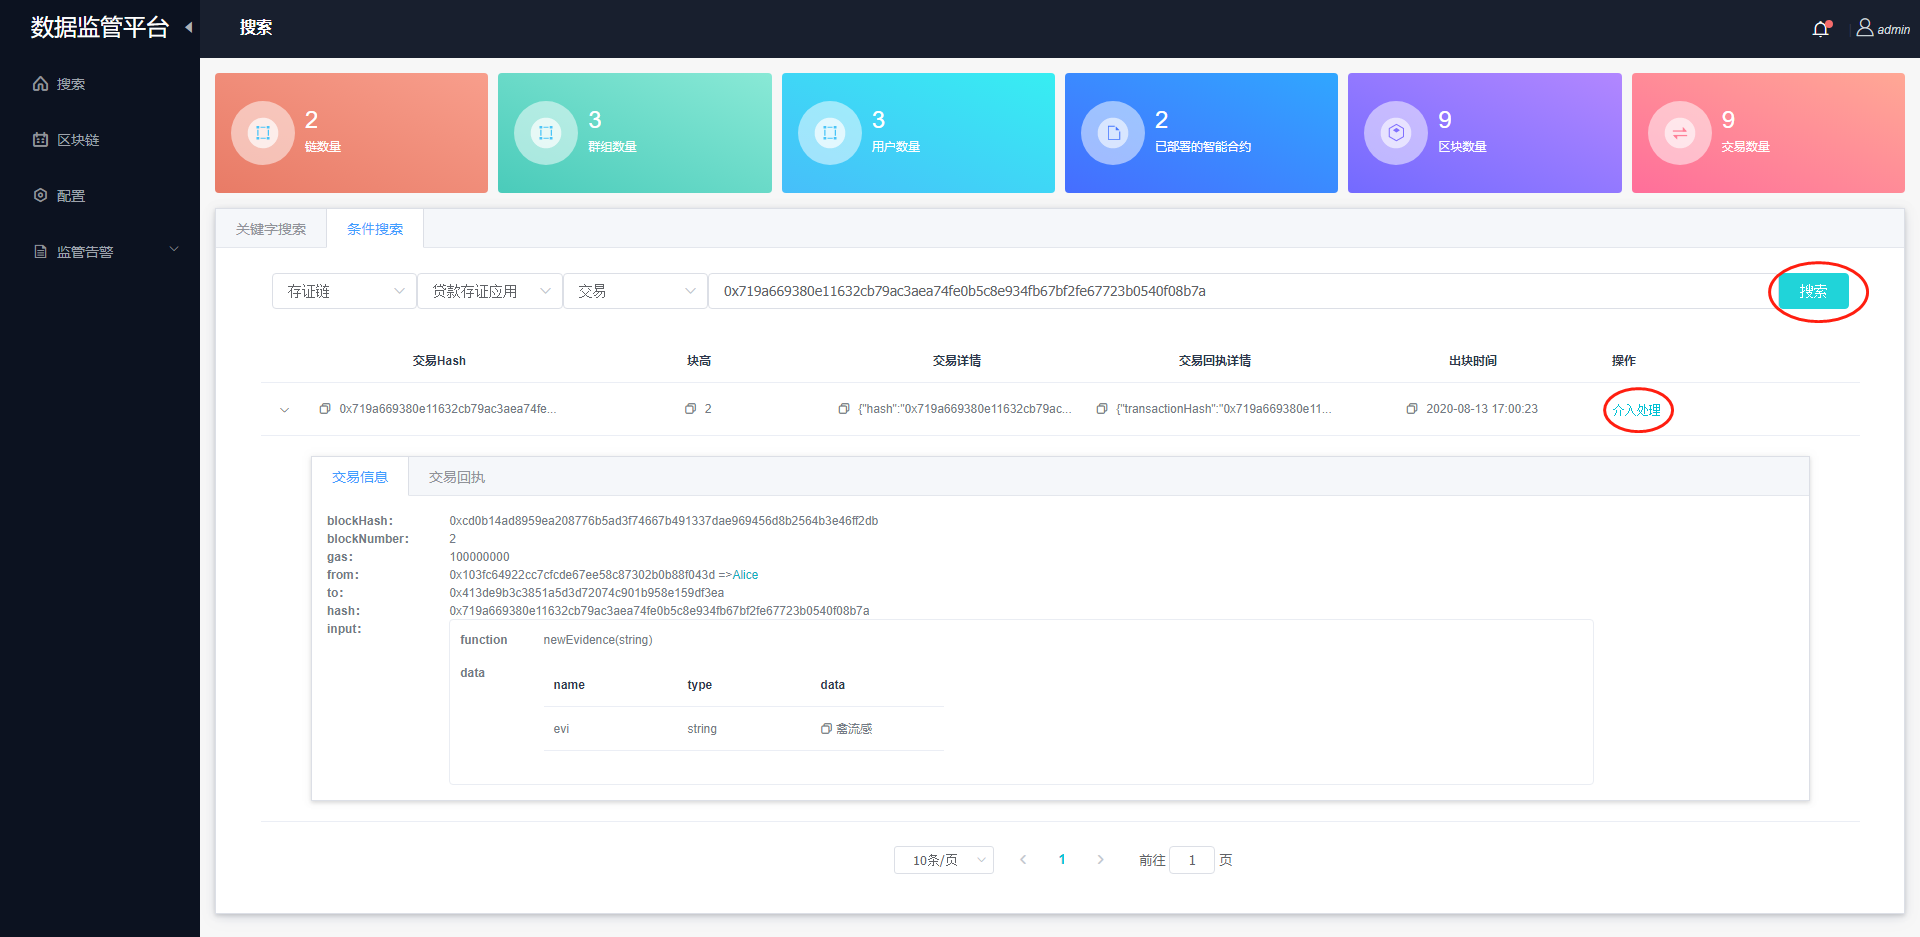 数据监管平台
搜索
admin
搜索
区块链
配置
监管告警
2
链数量
3
群组数量
3
用户数量
2
已部署的智能合约
9
区块数量
9
交易数量
关键字搜索 条件搜索
存证链 贷款存证应用 交易 0x719a669380e11632cb79ac3aea74fe0b5c8e934fb67bf2fe67723b0540f08b7a 搜索
交易Hash 块高 交易详情 交易回执详情 出块时间 操作
0x719a669380e11632cb79ac3aea74fe... 2 {"hash":"0x719a669380e11632cb79ac... {"transactionHash":"0x719a669380e11... 2020-08-13 17:00:23 介入处理
交易信息 交易回执
blockHash: 0xcd0b14ad8959ea208776b5ad3f74667b491337dae969456d8b2564b3e46ff2db
blockNumber: 2
gas: 100000000
from: 0x103fc64922cc7cfcde67ee58c87302b0b88f043d =>Alice
to: 0x413de9b3c3851a5d3d72074c901b958e159df3ea
hash: 0x719a669380e11632cb79ac3aea74fe0b5c8e934fb67bf2fe67723b0540f08b7a
input:
function newEvidence(string)
data
name type data
evi string 禽流感
10条/页 1 前往 1 页